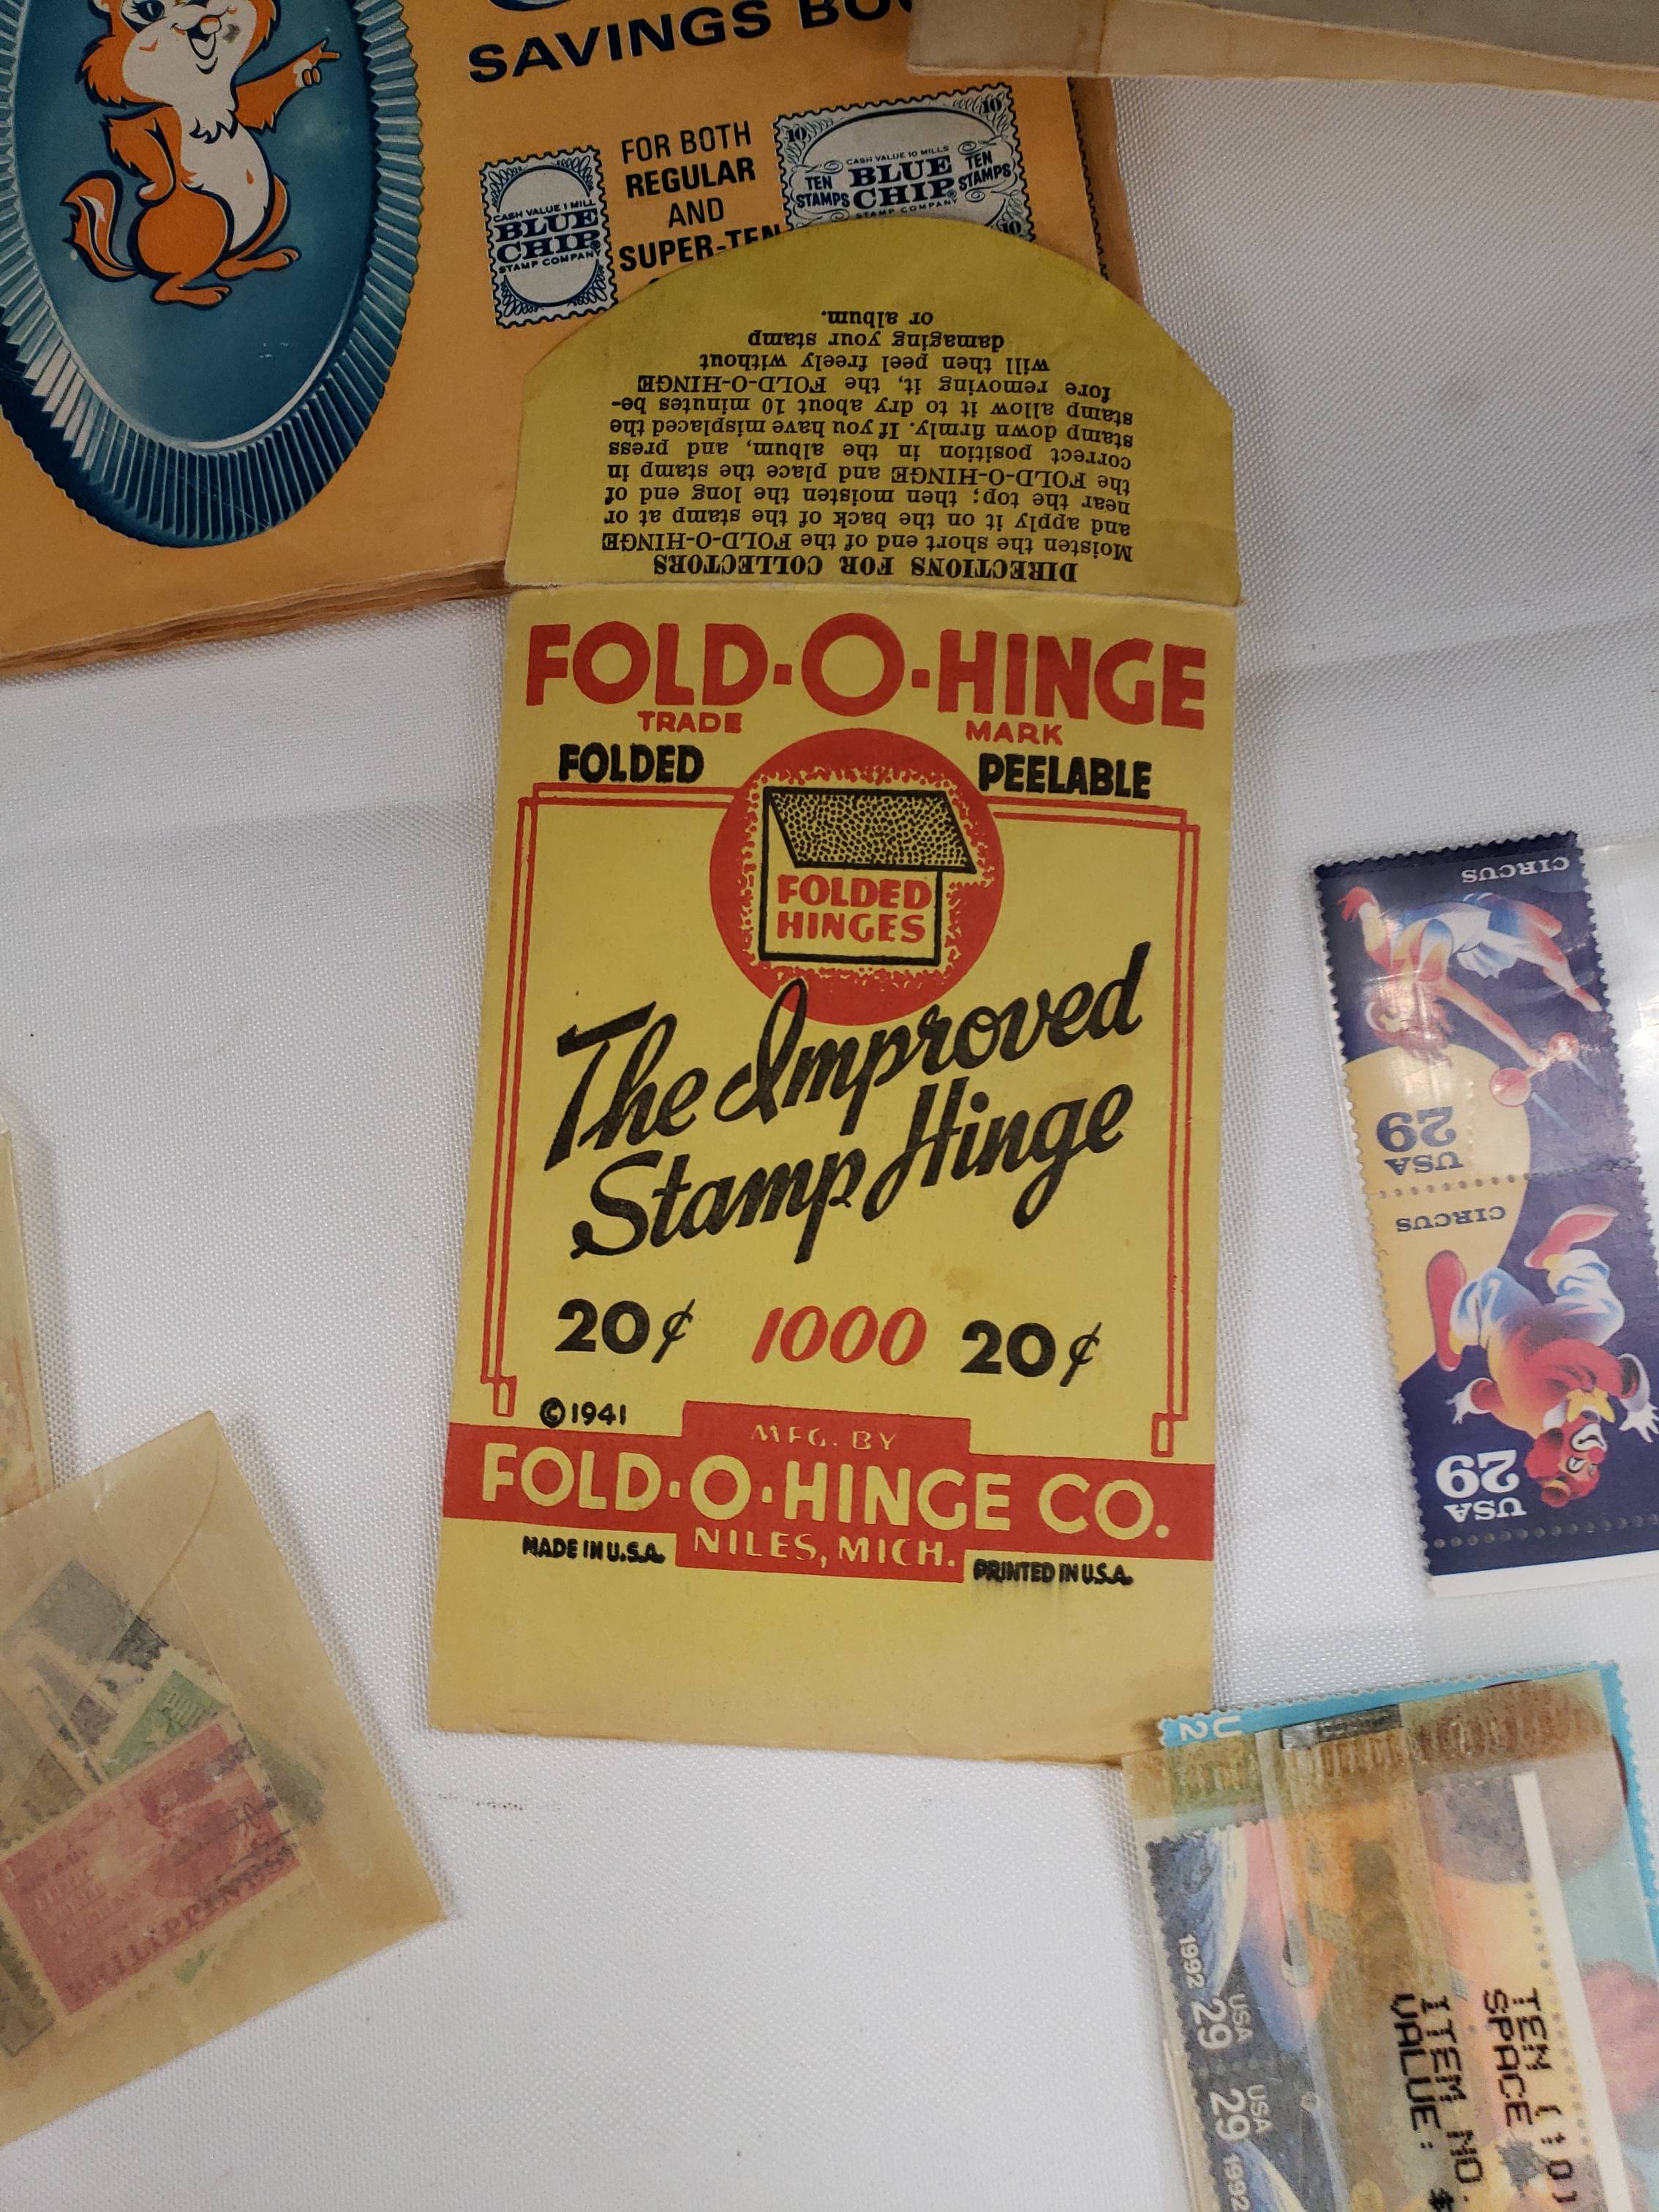 SAVINGS
FOR BOTH
REGULAR
AND
SUPER-TEN
CASH VALUE 1 MILL
BLUE
CHIP
STAMP COMPANY
10
10
CASH VALUE 10 MILLS
TEN
STAMPS
BLUE
CHIP
TEN
STAMPS
STAMP COMPANY
10
DIRECTIONS FOR COLLECTORS
Moisten the short end of the FOLD-O-HINGE
and apply it on the back of the stamp at or
near the top; then moisten the long end of
the FOLD-O-HINGE and place the stamp in
correct position in the album, and press
stamp down firmly. If you have misplaced the
stamp allow it to dry about 10 minutes be-
fore removing it, the FOLD-O-HINGE
will then peel freely without
damaging your stamp
or album.
FOLD-O-HINGE
TRADE MARK
FOLDED PEELABLE
FOLDED
HINGES
The Improved
Stamp Hinge
20¢ 1000 20¢
©1941
MFG. BY
FOLD-O-HINGE CO.
MADE IN U.S.A. NILES, MICH. PRINTED IN U.S.A.
CIRCUS
USA
29
CIRCUS
USA
29
PHILIPPINES
1992
USA
29
USA
29
1992
TEN (10)
SPACE
ITEM NO.
VALUE: $